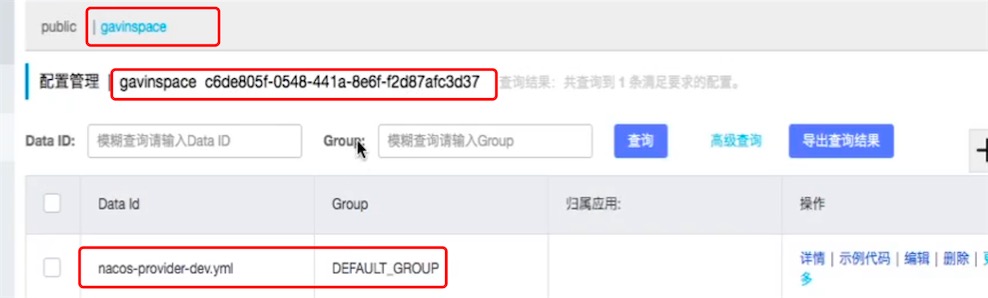 public | gavinspace
配置管理 | gavinspace c6de805f-0548-441a-8e6f-f2d87afc3d37 查询结果：共查询到 1 条满足要求的配置。
Data ID: 模糊查询请输入Data ID Group: 模糊查询请输入Group 查询 高级查询 导出查询结果
Data Id Group 归属应用: 操作
nacos-provider-dev.yml DEFAULT_GROUP 详情 | 示例代码 | 编辑 | 删除 | 更
多